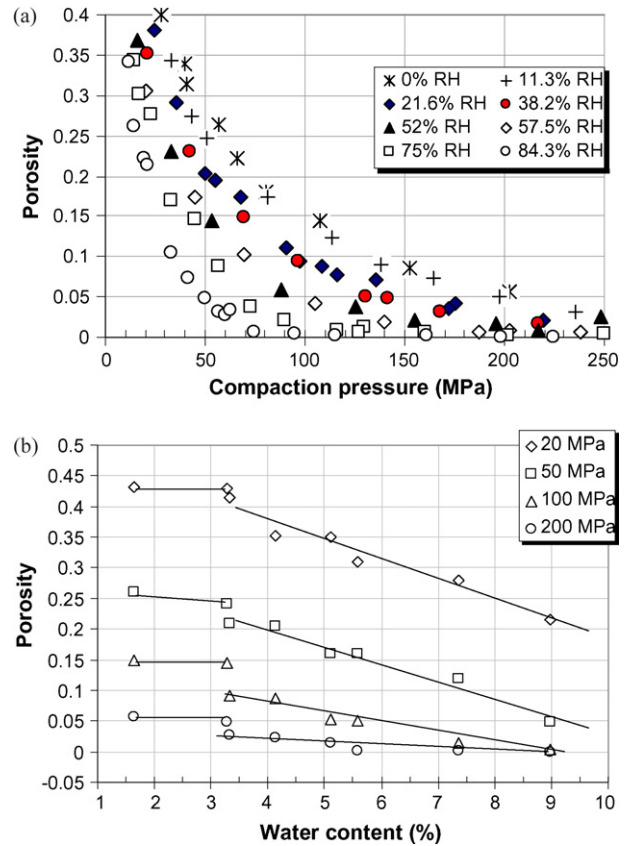 (a)
0.4
0.35
0.3
0.25
0.2
0.15
0.1
0.05
0
Porosity
0% RH
11.3% RH
21.6% RH
38.2% RH
52% RH
57.5% RH
75% RH
84.3% RH
0
50
100
150
200
250
Compaction pressure (MPa)
(b)
0.5
0.45
0.4
0.35
0.3
0.25
0.2
0.15
0.1
0.05
0
-0.05
Porosity
20 MPa
50 MPa
100 MPa
200 MPa
1
2
3
4
5
6
7
8
9
10
Water content (%)